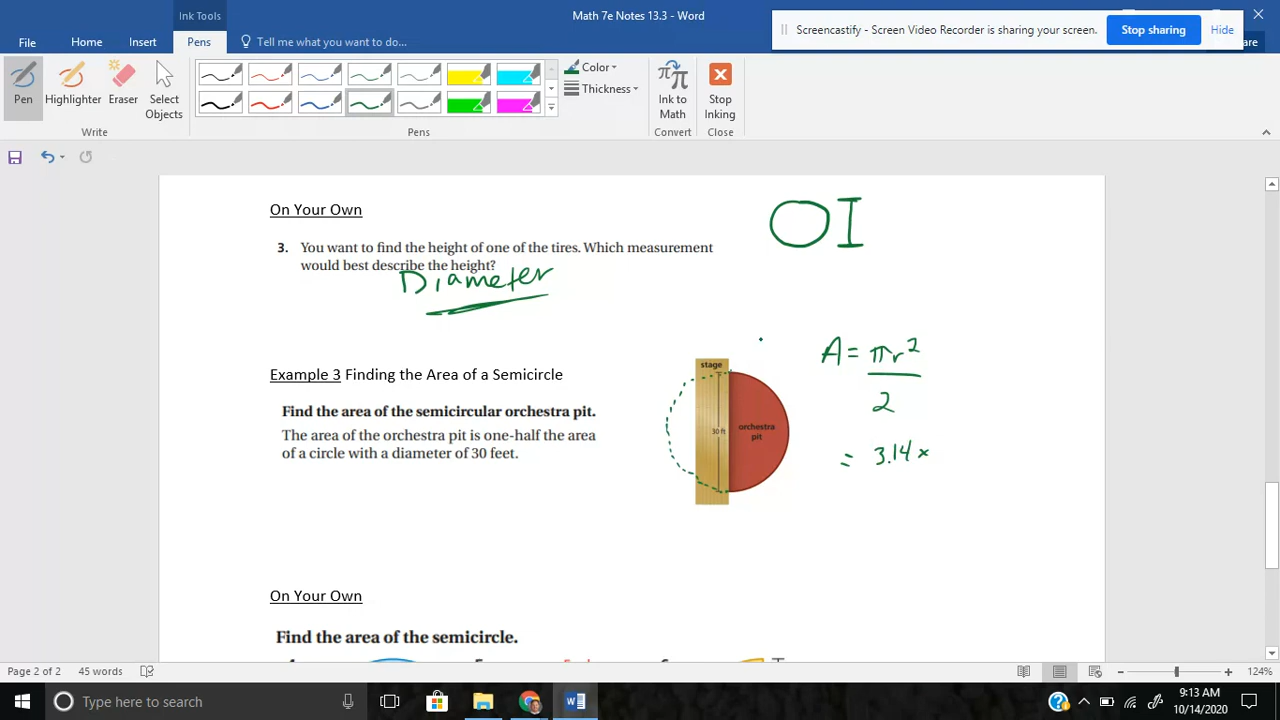 Ink Tools
Math 7e Notes 13.3 - Word
Screencastify - Screen Video Recorder is sharing your screen.
Stop sharing
Hide
File
Home
Insert
Pens
Tell me what you want to do...
are
Pen
Highlighter
Eraser
Select Objects
Color
Thickness
Ink to Math
Stop Inking
Write
Pens
Convert
Close
On Your Own
3. You want to find the height of one of the tires. Which measurement
would best describe the height?
Diameter
Example 3 Finding the Area of a Semicircle
Find the area of the semicircular orchestra pit.
The area of the orchestra pit is one-half the area
of a circle with a diameter of 30 feet.
stage
30 ft
orchestra
pit
A = πr²
2
= 3.14 ×
On Your Own
Find the area of the semicircle.
Page 2 of 2
45 words
124%
Type here to search
9:13 AM
10/14/2020